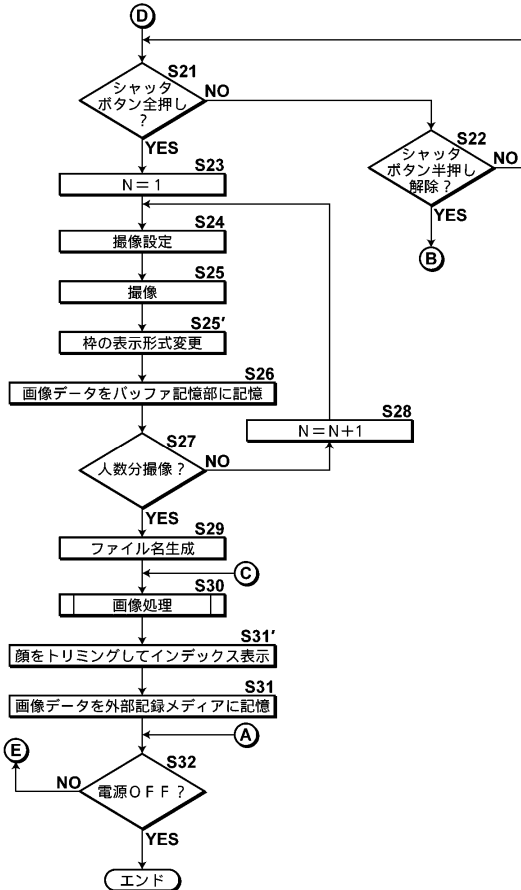 D
S21
シャッタ
ボタン全押し
?
NO
YES
S22
シャッタ
ボタン半押し
解除?
NO
YES
B
S23
N=1
S24
撮像設定
S25
撮像
S25′
枠の表示形式変更
S26
画像データをバッファ記憶部に記憶
S28
N=N+1
S27
人数分撮像?
NO
YES
S29
ファイル名生成
C
S30
画像処理
S31′
顔をトリミングしてインデックス表示
S31
画像データを外部記録メディアに記憶
A
E
S32
NO
電源OFF?
YES
エンド